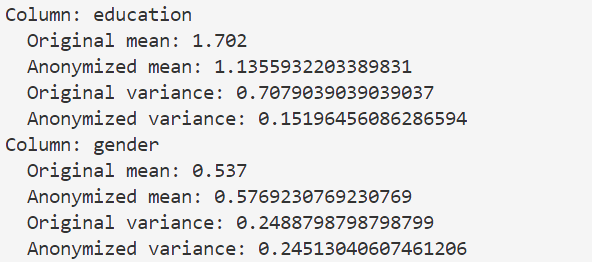 Column: education
  Original mean: 1.702
  Anonymized mean: 1.1355932203389831
  Original variance: 0.7079039039039037
  Anonymized variance: 0.15196456086286594
Column: gender
  Original mean: 0.537
  Anonymized mean: 0.5769230769230769
  Original variance: 0.2488798798798799
  Anonymized variance: 0.24513040607461206